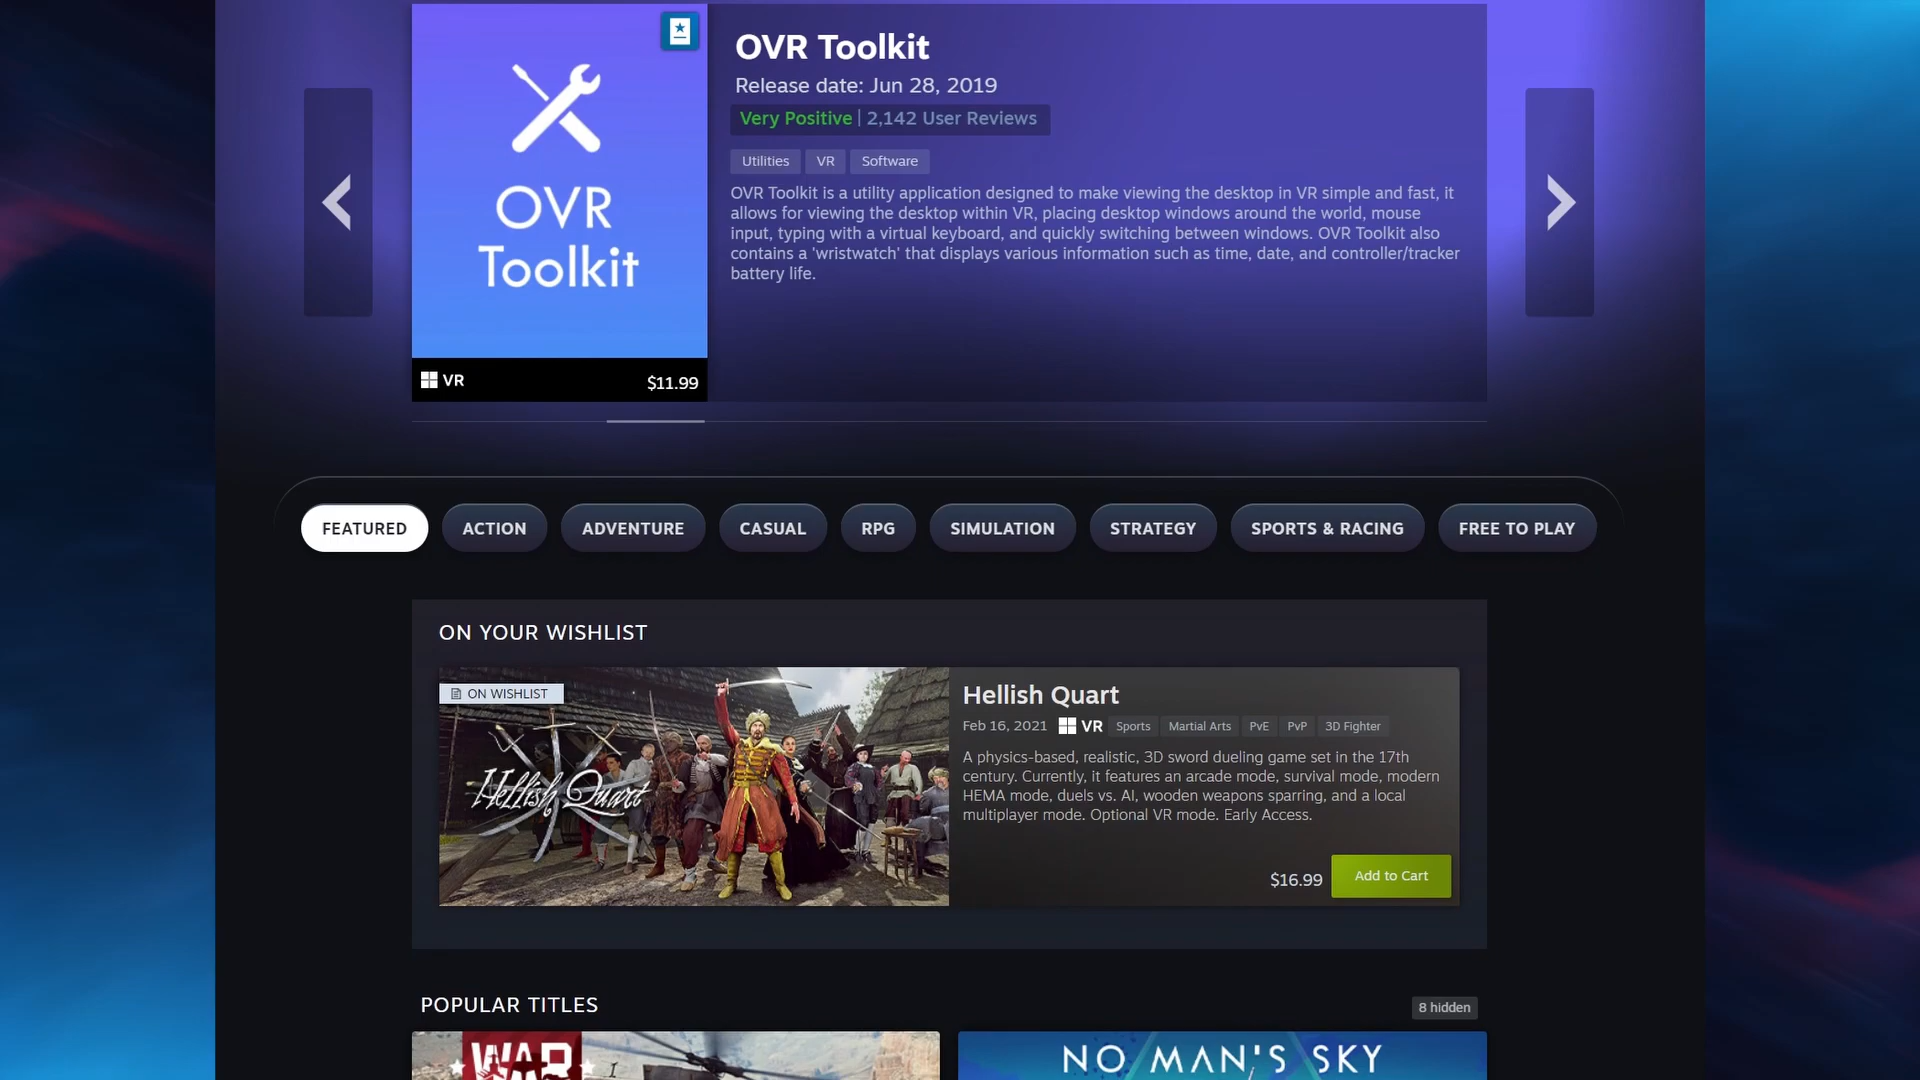 OVR Toolkit
Release date: Jun 28, 2019
Very Positive | 2,142 User Reviews
Utilities VR Software
OVR Toolkit is a utility application designed to make viewing the desktop in VR simple and fast, it
allows for viewing the desktop within VR, placing desktop windows around the world, mouse
input, typing with a virtual keyboard, and quickly switching between windows. OVR Toolkit also
contains a 'wristwatch' that displays various information such as time, date, and controller/tracker
battery life.
OVR
Toolkit
VR $11.99
FEATURED ACTION ADVENTURE CASUAL RPG SIMULATION STRATEGY SPORTS & RACING FREE TO PLAY
ON YOUR WISHLIST
ON WISHLIST
Hellish Quart
Hellish Quart
Feb 16, 2021 VR Sports Martial Arts PvE PvP 3D Fighter
A physics-based, realistic, 3D sword dueling game set in the 17th
century. Currently, it features an arcade mode, survival mode, modern
HEMA mode, duels vs. AI, wooden weapons sparring, and a local
multiplayer mode. Optional VR mode. Early Access.
$16.99 Add to Cart
POPULAR TITLES 8 hidden
WAR
NO MAN'S SKY